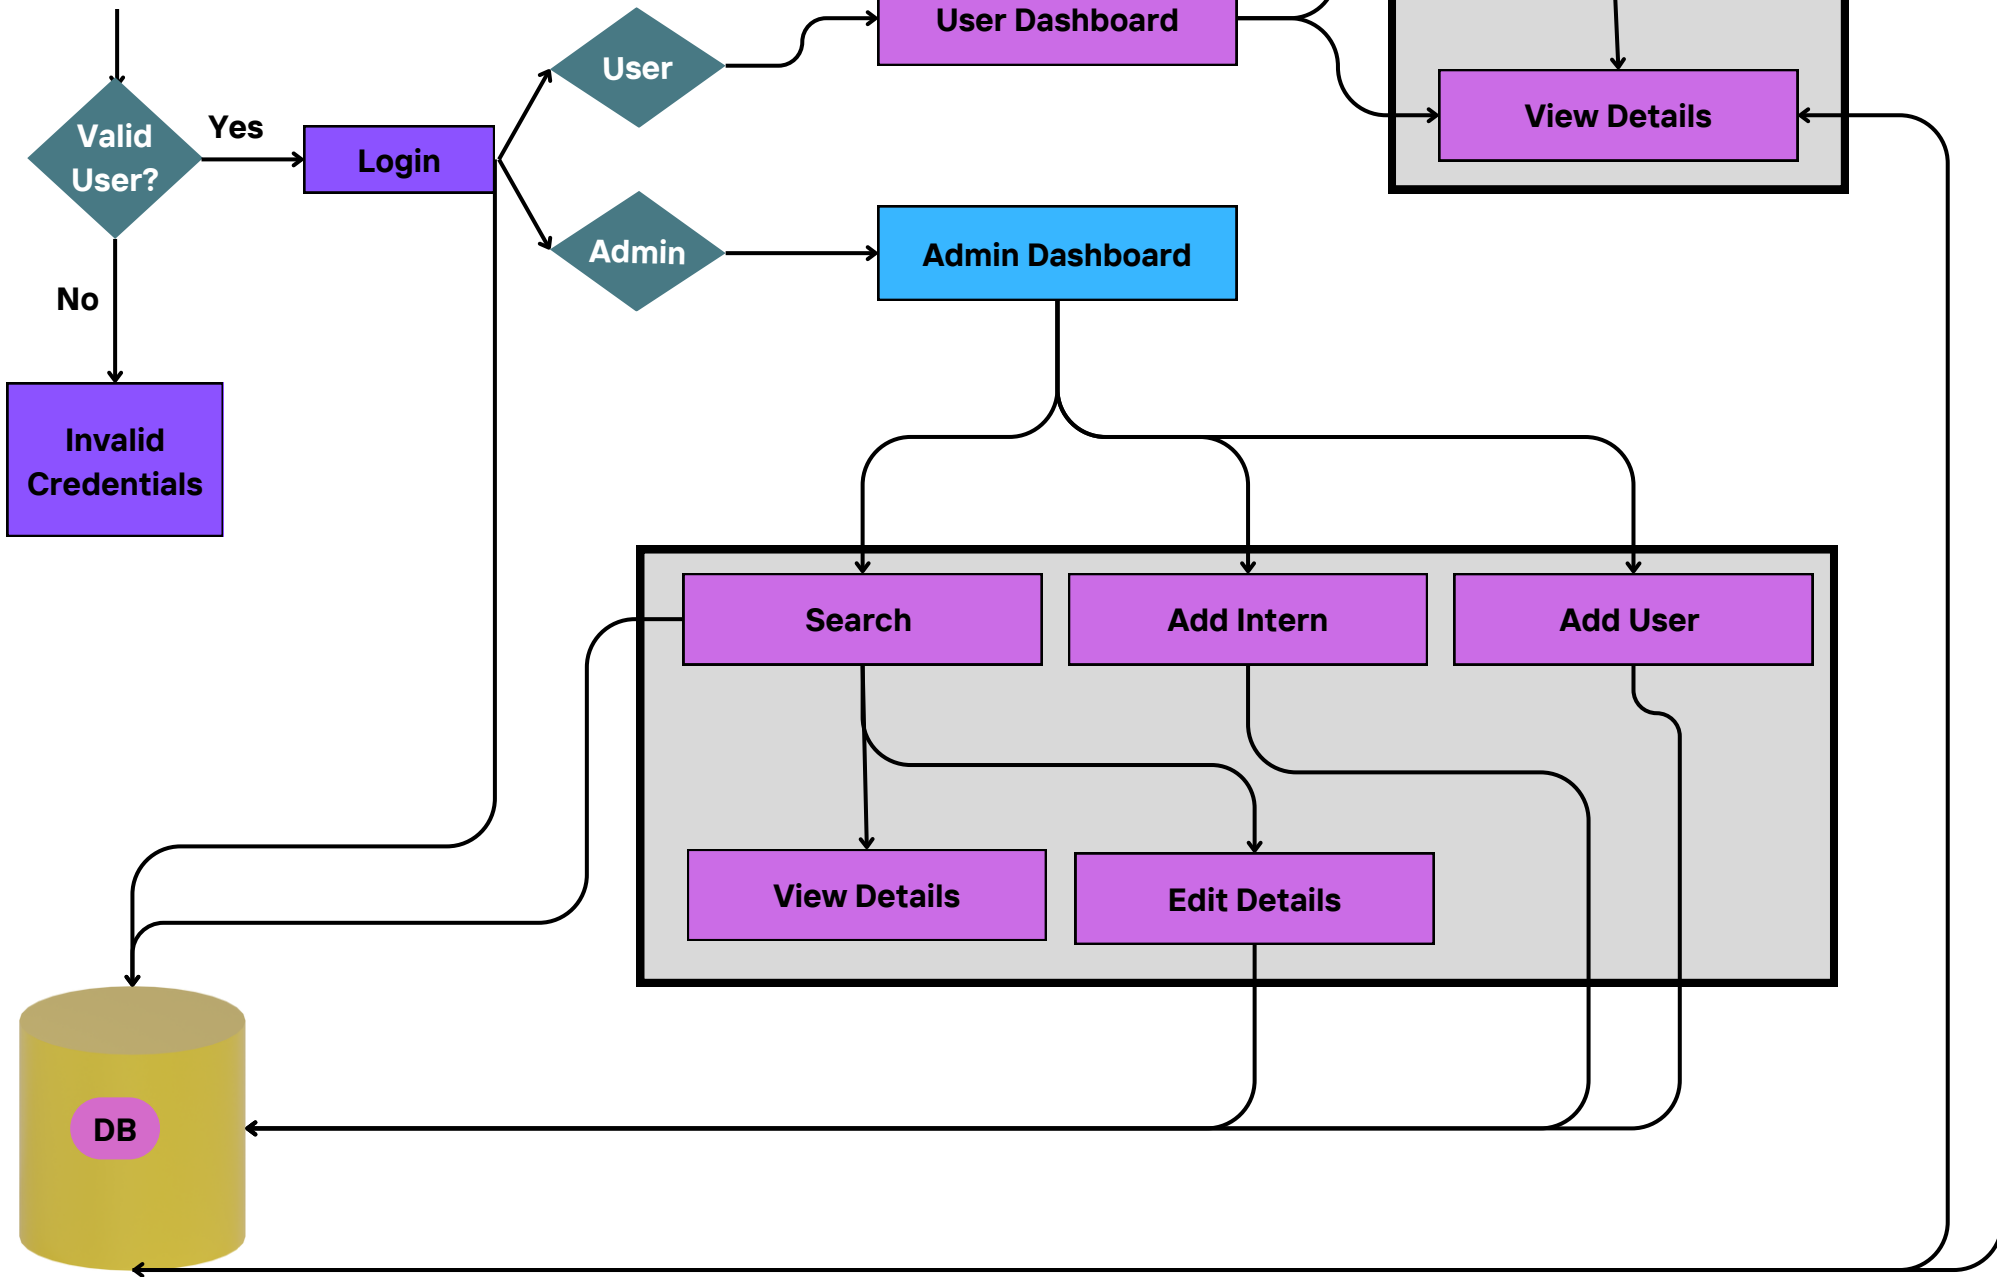 User Dashboard
User
View Details
Valid
User?
Yes
Login
Admin
Admin Dashboard
No
Invalid
Credentials
Search
Add Intern
Add User
View Details
Edit Details
DB